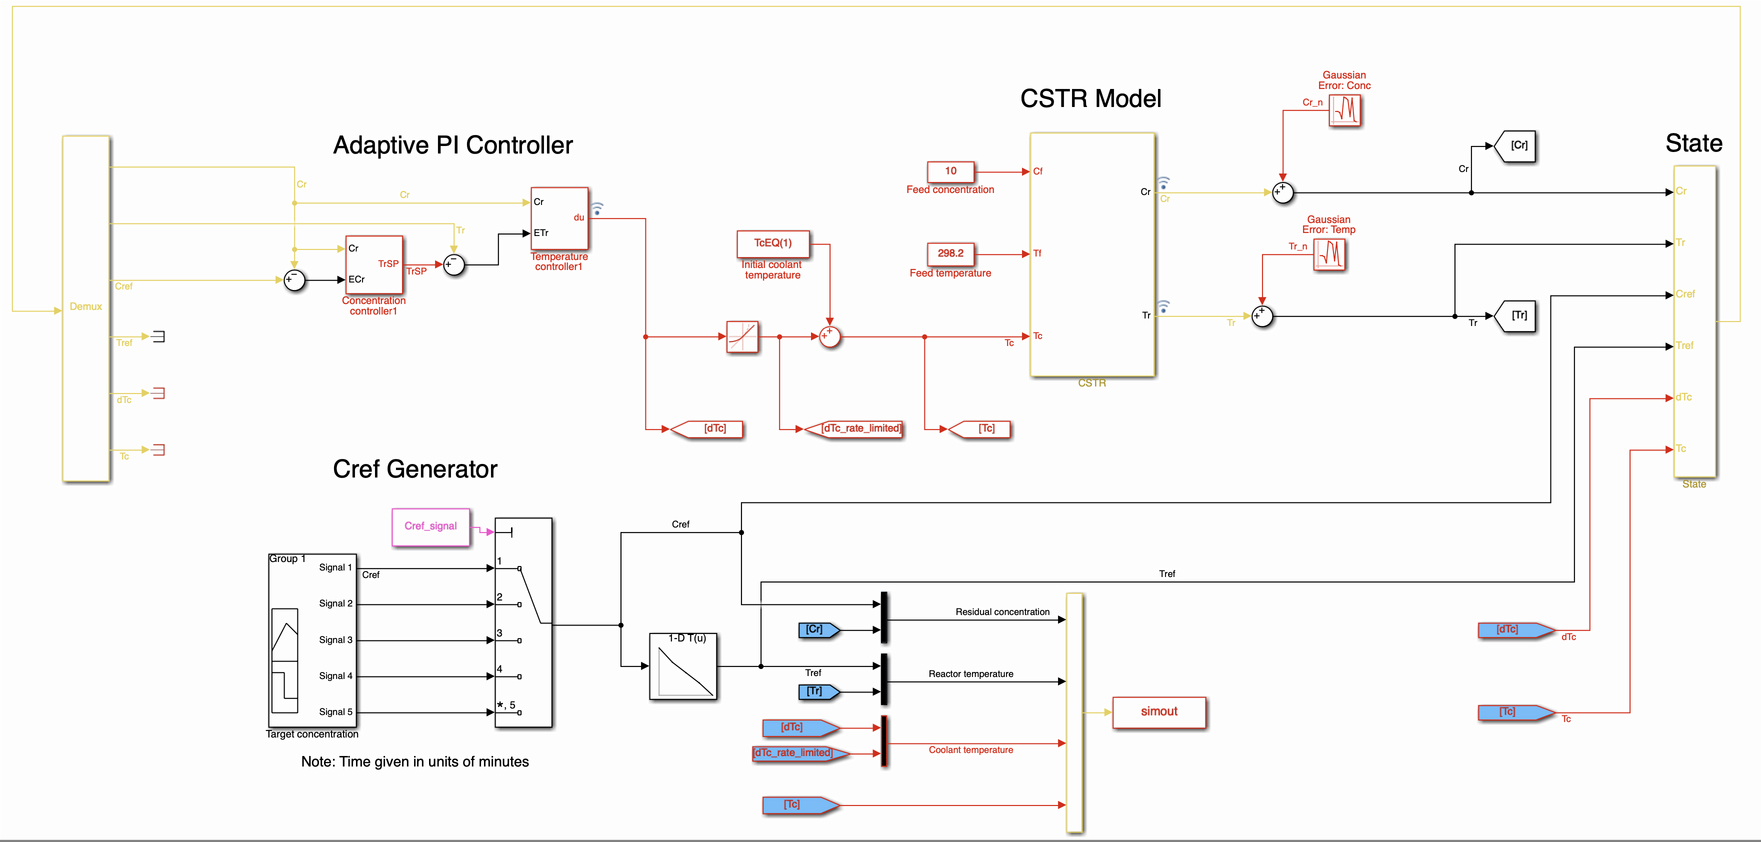 Gaussian
Error: Conc
Cr_n
CSTR Model
Adaptive PI Controller
State
[Cr]
Cr
Cr
Cr
Cr
10
Feed concentration
Cf
Cr
Cr
Cr
Cr
du
ETr
Temperature
controller1
Tr
Cr
ECr
TrSP
TrSP
Concentration
controller1
TcEQ(1)
Initial coolant
temperature
298.2
Feed temperature
Tf
Gaussian
Error: Temp
Tr_n
Tr
Demux
Cref
Cref
Tr
Tr
[Tr]
Tr
Tref
Tc
Tc
Tref
CSTR
dTc
dTc
Tc
[dTc]
[dTc_rate_limited]
[Tc]
Tc
State
Cref Generator
Cref_signal
Cref
Group 1
Signal 1
Cref
1
Signal 2
2
Signal 3
3
Signal 4
4
Signal 5
*, 5
Target concentration
Note: Time given in units of minutes
1-D T(u)
Tref
Tref
[Cr]
Residual concentration
[Tr]
Reactor temperature
[dTc]
[dTc_rate_limited]
Coolant temperature
[Tc]
simout
[dTc]
dTc
[Tc]
Tc